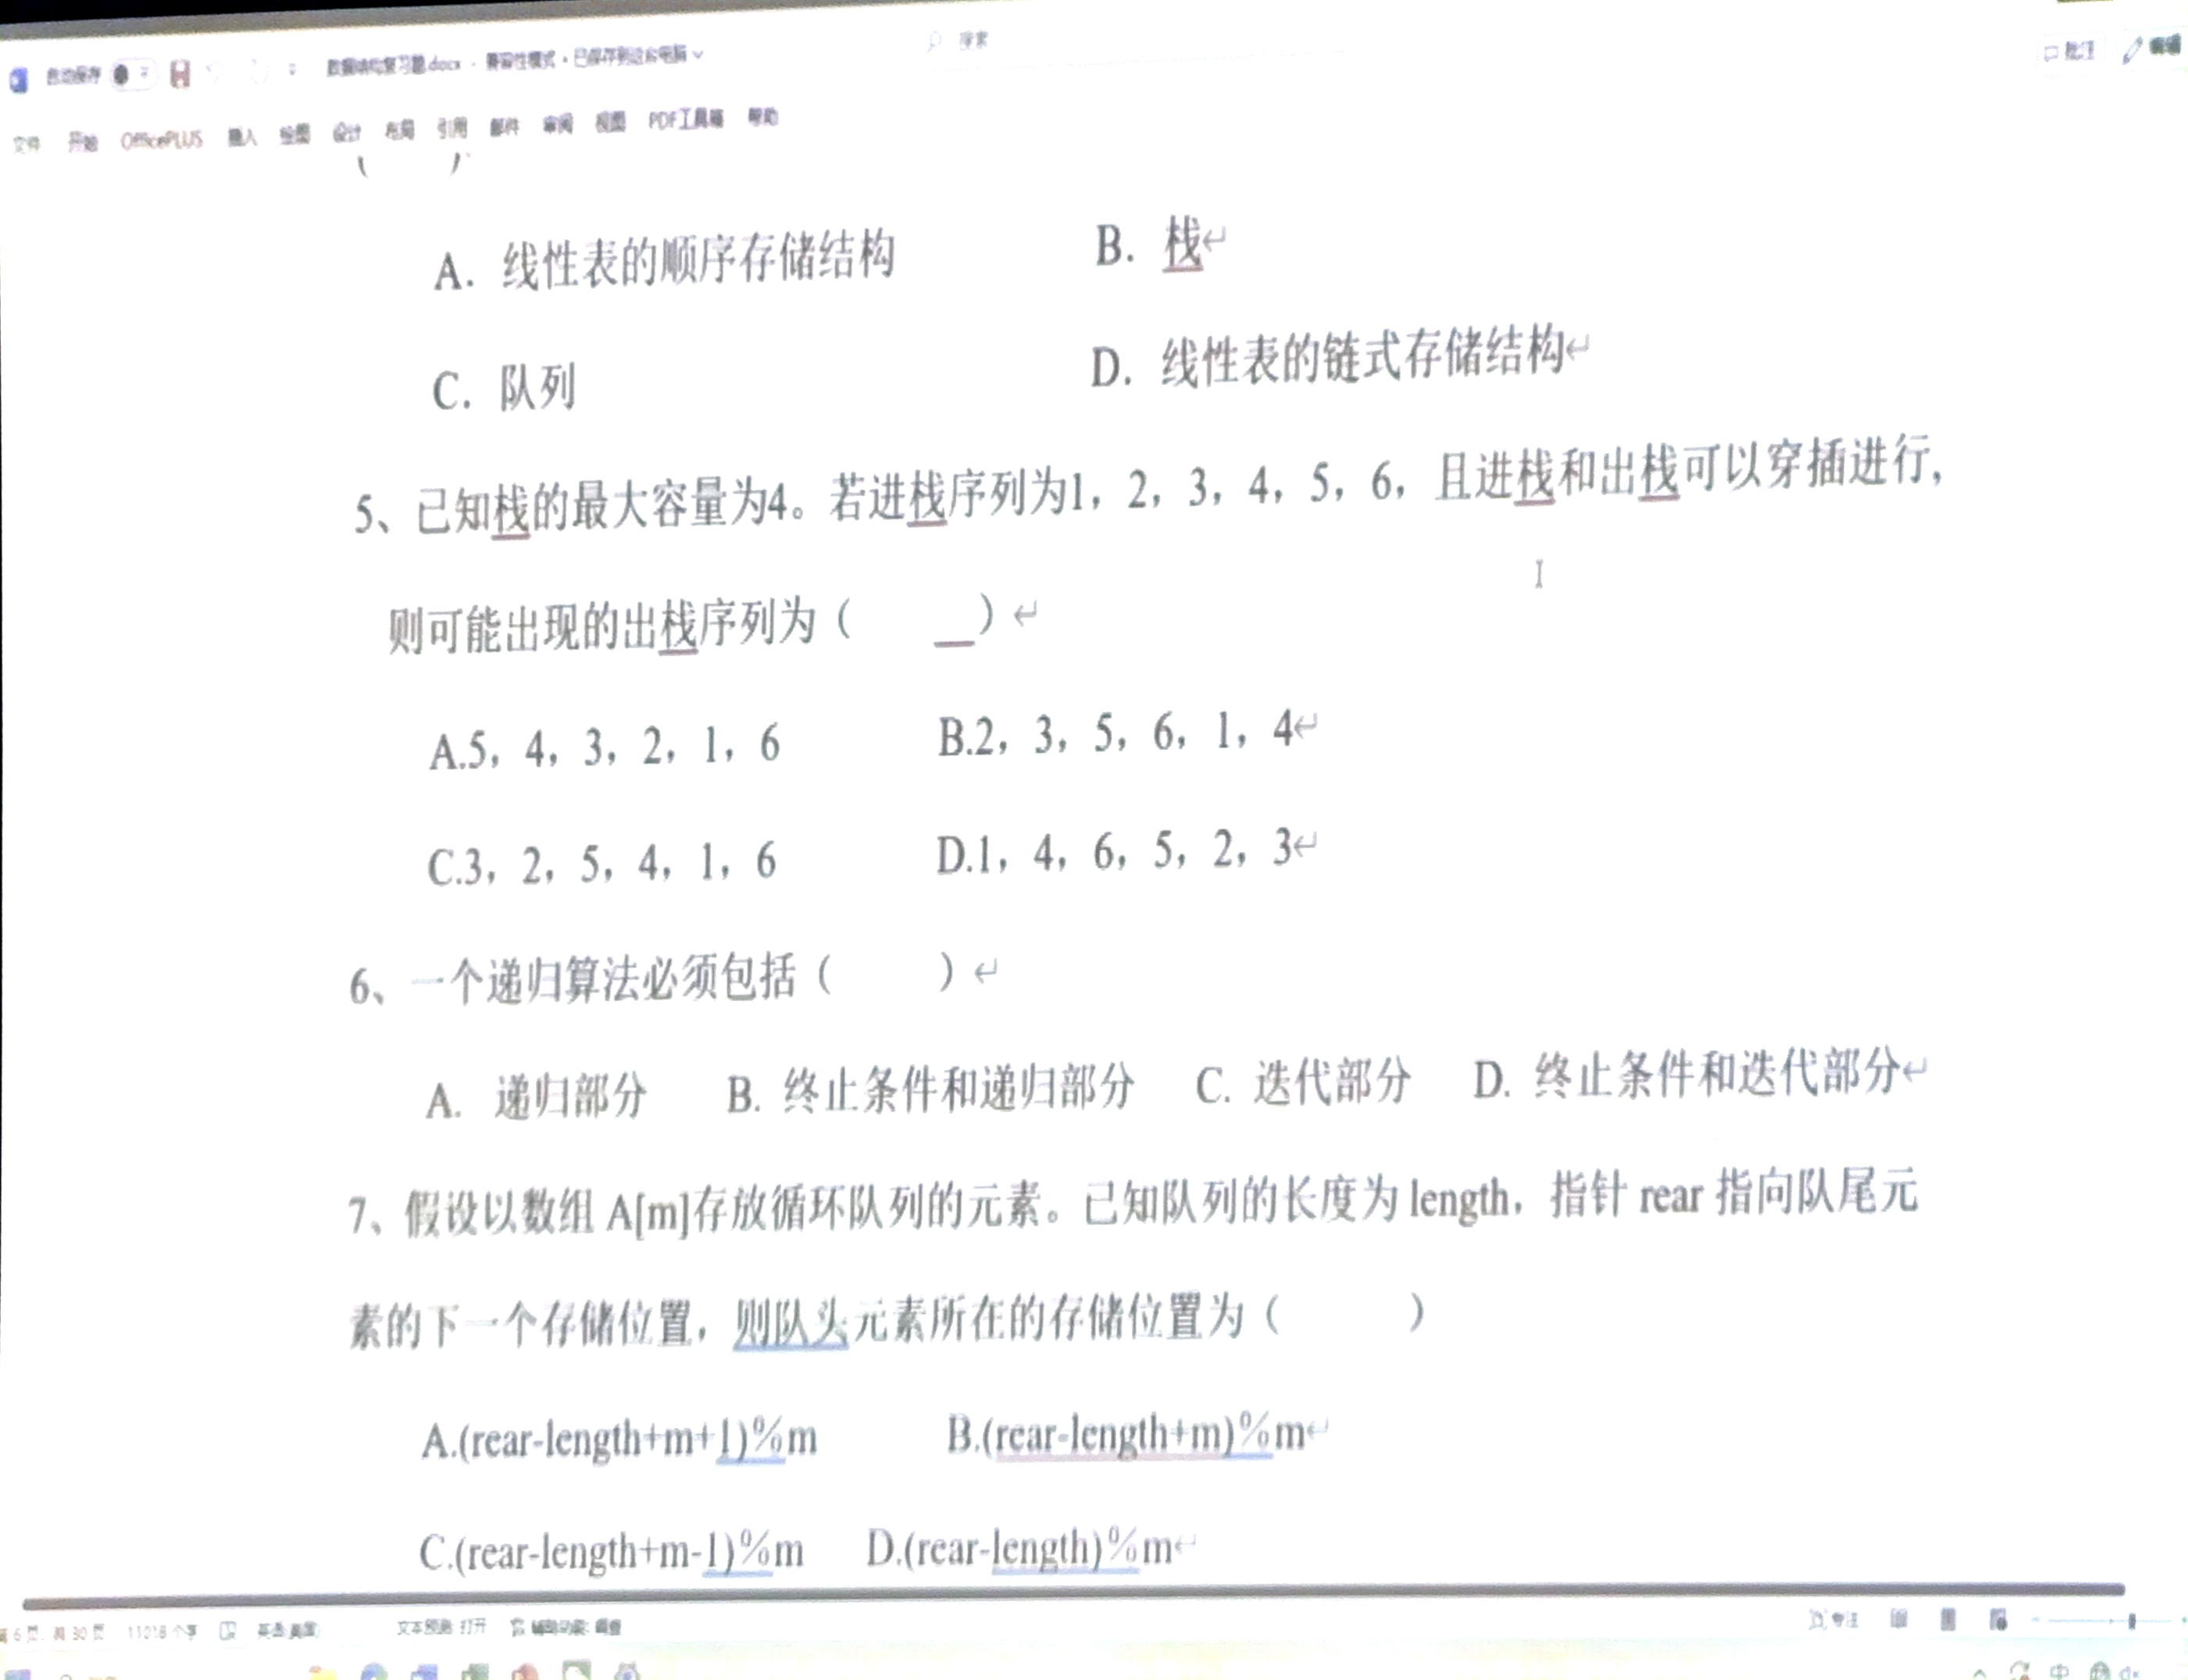 自动保存 数据结构复习题.docx - 兼容性模式 • 已保存到这台电脑 搜索 批注 编辑
文件 开始 OfficePLUS 插入 绘图 设计 布局 引用 邮件 审阅 视图 PDF工具箱 帮助
A. 线性表的顺序存储结构 B. 栈↵
C. 队列 D. 线性表的链式存储结构↵
5、已知栈的最大容量为4。若进栈序列为1，2，3，4，5，6，且进栈和出栈可以穿插进行,
则可能出现的出栈序列为（ ）↵
A.5，4，3，2，1，6 B.2，3，5，6，1，4↵
C.3，2，5，4，1，6 D.1，4，6，5，2，3↵
6、一个递归算法必须包括（ ）↵
A. 递归部分 B. 终止条件和递归部分 C. 迭代部分 D. 终止条件和迭代部分↵
7、假设以数组 A[m]存放循环队列的元素。已知队列的长度为 length，指针 rear 指向队尾元
素的下一个存储位置，则队头元素所在的存储位置为（ ）
A.(rear-length+m+1)%m B.(rear-length+m)%m↵
C.(rear-length+m-1)%m D.(rear-length)%m↵
第 6 页, 共 30 页 11018 个字 英语(美国) 文本预测: 打开 辅助功能: 调查 专注
中